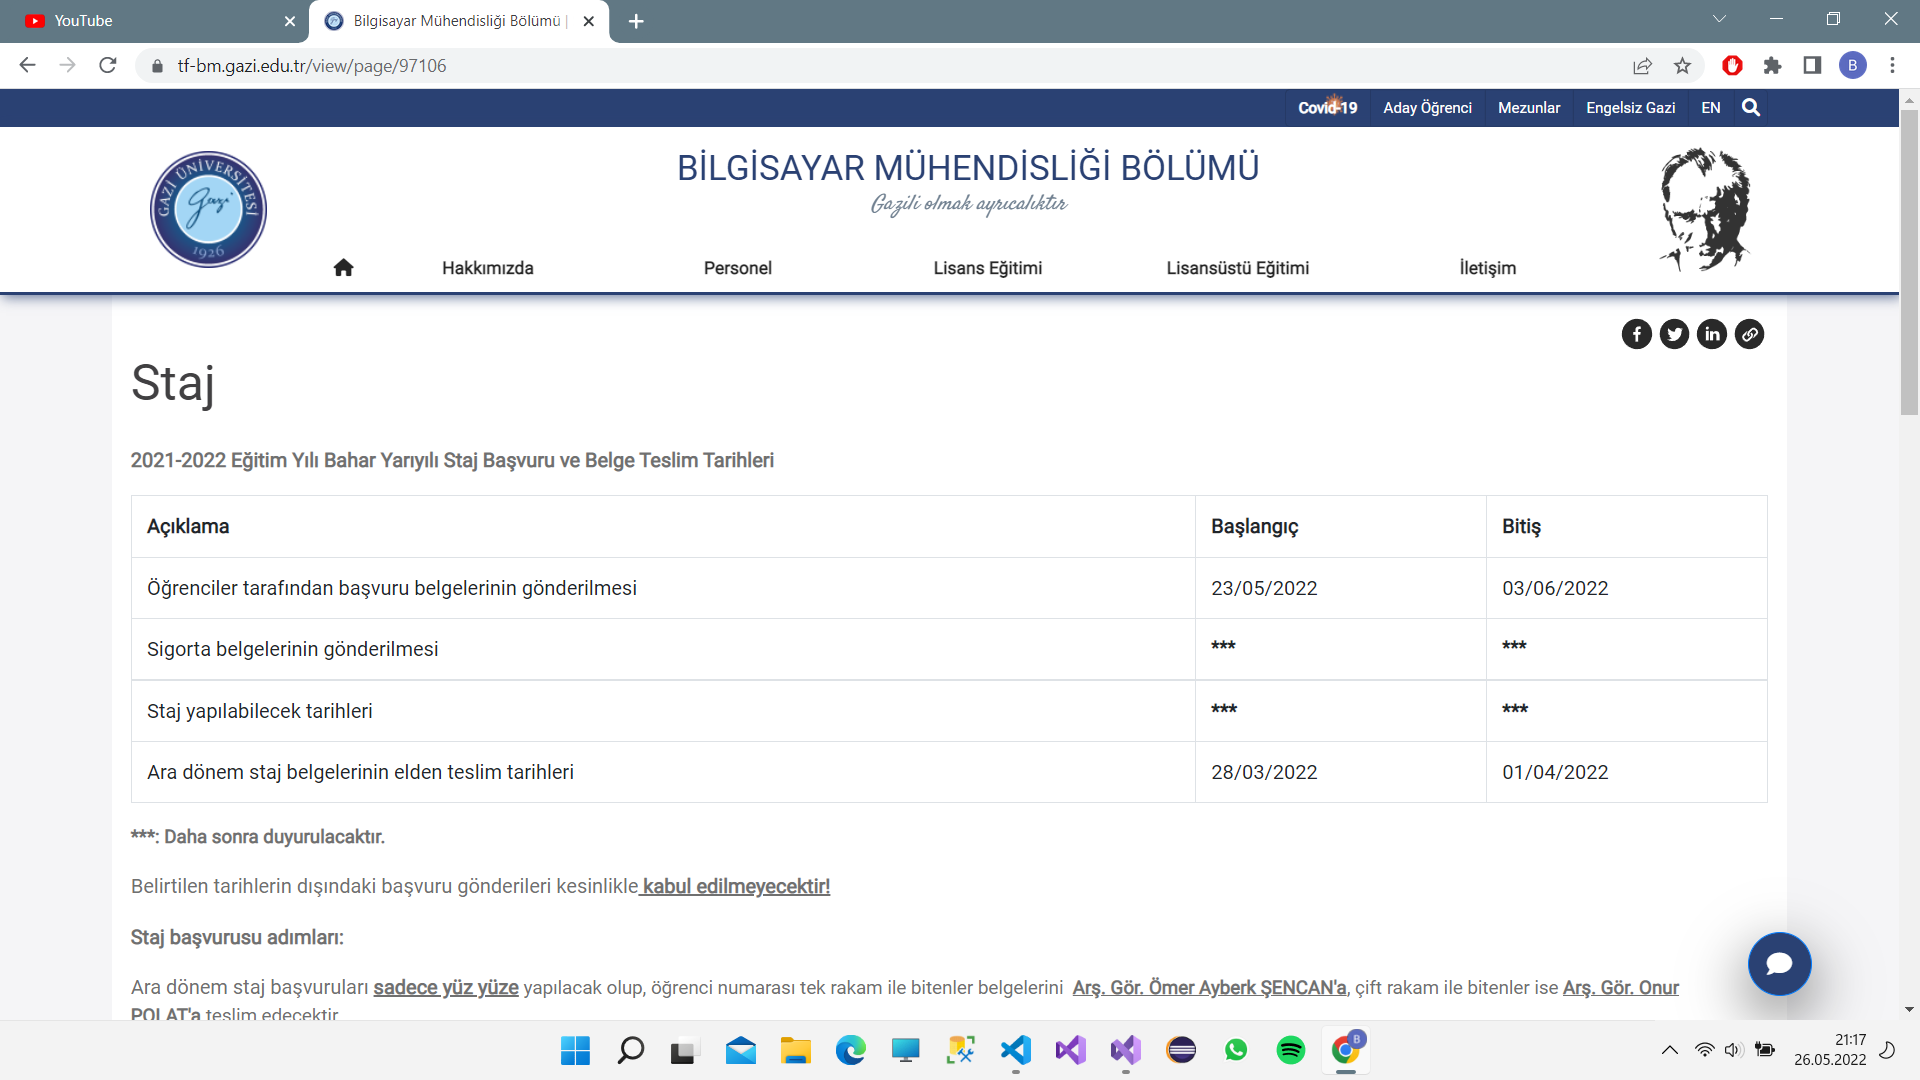 YouTube
Bilgisayar Mühendisliği Bölümü |
tf-bm.gazi.edu.tr/view/page/97106
B
Covid-19 Aday Öğrenci Mezunlar Engelsiz Gazi EN
GAZİ ÜNİVERSİTESİ
Gazi
1926
BİLGİSAYAR MÜHENDİSLİĞİ BÖLÜMÜ
Gazili olmak ayrıcalıktır
Hakkımızda Personel Lisans Eğitimi Lisansüstü Eğitimi İletişim
Staj
2021-2022 Eğitim Yılı Bahar Yarıyılı Staj Başvuru ve Belge Teslim Tarihleri
Açıklama Başlangıç Bitiş
Öğrenciler tarafından başvuru belgelerinin gönderilmesi 23/05/2022 03/06/2022
Sigorta belgelerinin gönderilmesi *** ***
Staj yapılabilecek tarihleri *** ***
Ara dönem staj belgelerinin elden teslim tarihleri 28/03/2022 01/04/2022
***: Daha sonra duyurulacaktır.
Belirtilen tarihlerin dışındaki başvuru gönderileri kesinlikle kabul edilmeyecektir!
Staj başvurusu adımları:
Ara dönem staj başvuruları sadece yüz yüze yapılacak olup, öğrenci numarası tek rakam ile bitenler belgelerini Arş. Gör. Ömer Ayberk ŞENCAN'a, çift rakam ile bitenler ise Arş. Gör. Onur
POLAT'a teslim edecektir.
B
21:17
26.05.2022